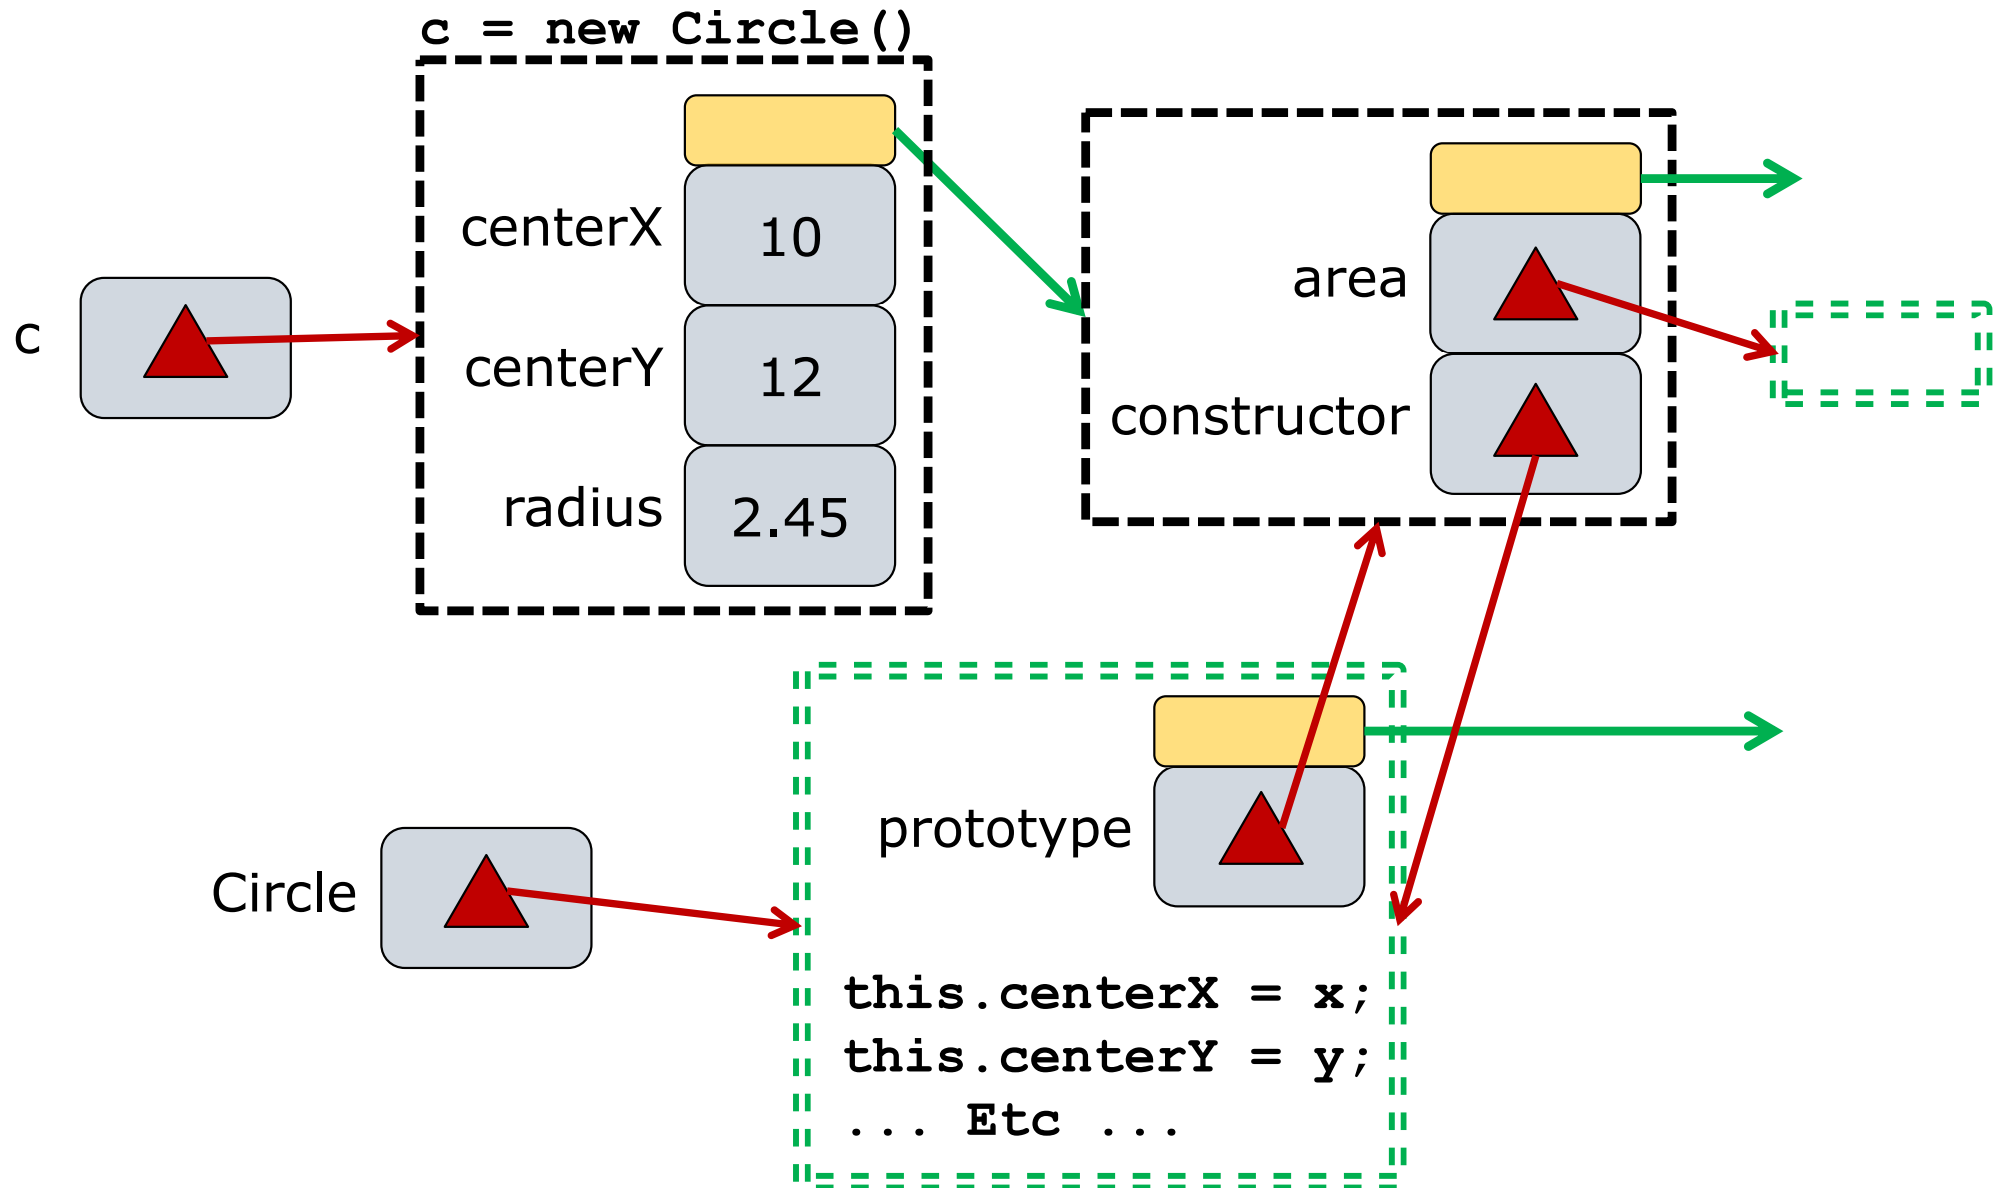 c = new Circle()
centerX 10
centerY 12
radius 2.45
c
area
constructor
prototype
Circle
this.centerX = x;
this.centerY = y;
... Etc ...